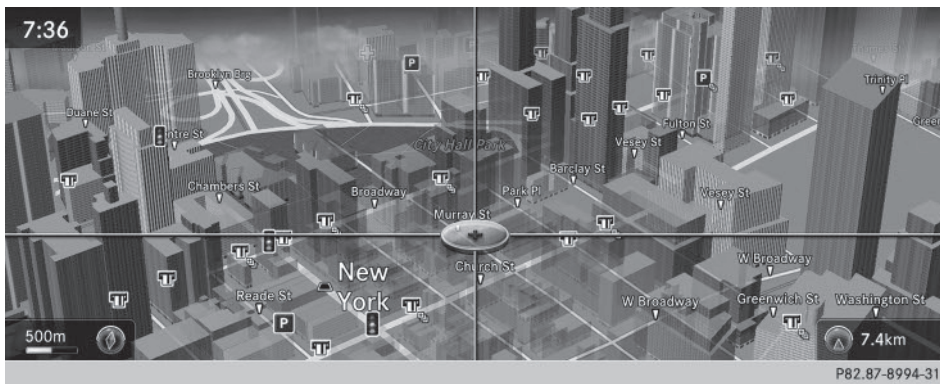 7:36
Brooklyn Brg
Trinity Pl
Duane St
Fulton St
Vesey St
City Hall Park
Barclay St
Chambers St
Broadway
Park Pl
Vesey St
Murray St
Church St
W Broadway
New
York
Reade St
W Broadway
Greenwich St
Washington St
P
P
P
500m
7.4km
P82.87-8994-31